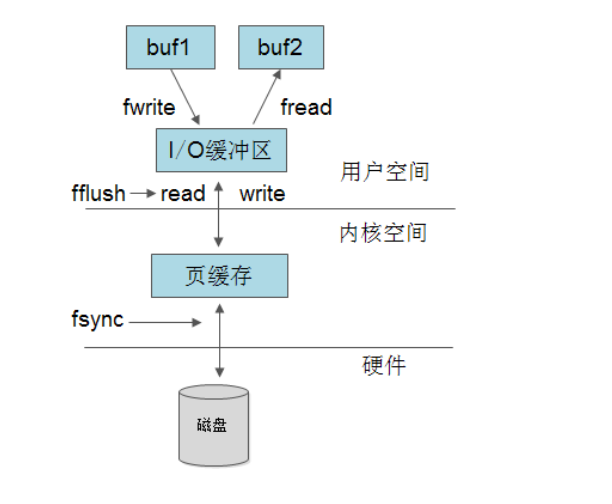 buf1 buf2
fwrite fread
I/O缓冲区
用户空间
fflush read write
内核空间
页缓存
fsync
硬件
磁盘